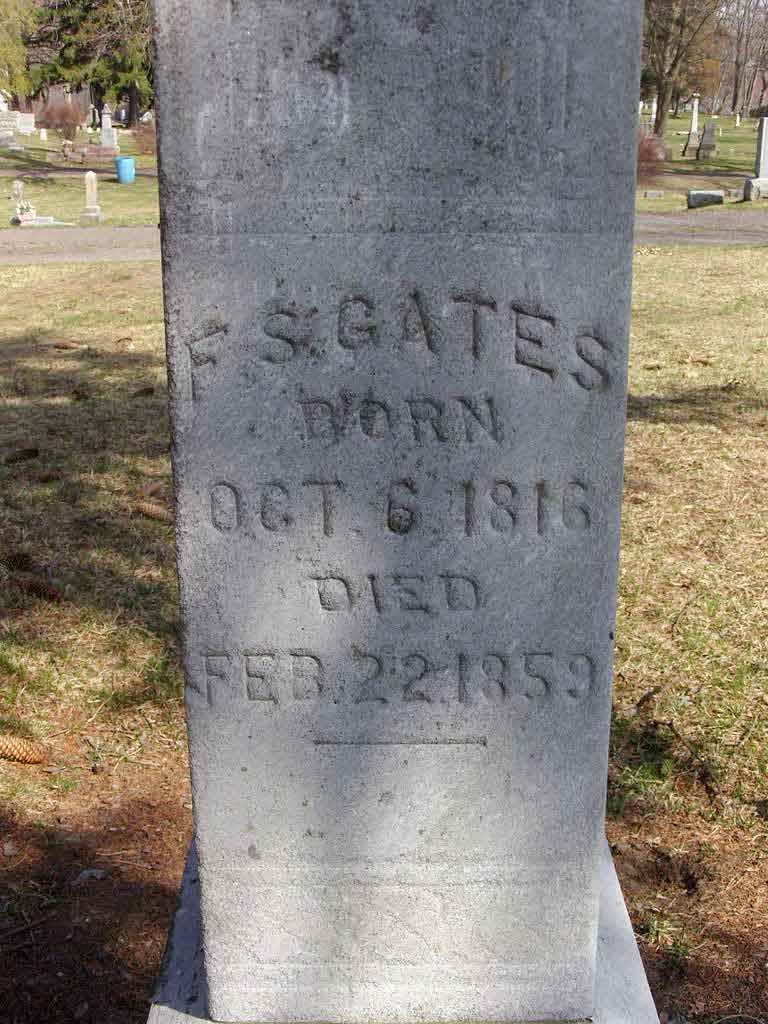 F. S. GATES
BORN
OCT. 6. 1816
DIED
FEB. 22. 1859